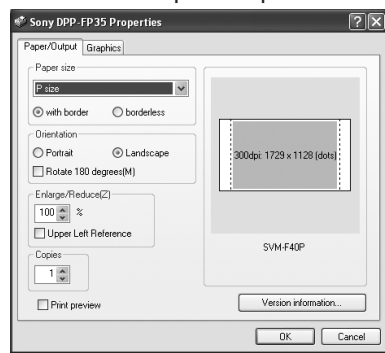 Sony DPP-FP35 Properties
Paper/Output Graphics
Paper size
P size
with border borderless
Orientation
Portrait Landscape
Rotate 180 degrees(M)
Enlarge/Reduce(Z)
100 %
Upper Left Reference
Copies
1
Print preview
300dpi: 1729 x 1128 (dots)
SVM-F40P
Version information...
OK Cancel